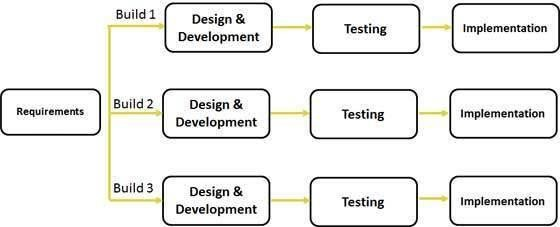 Build 1
Design &
Development
Testing
Implementation
Requirements
Build 2
Design &
Development
Testing
Implementation
Build 3
Design &
Development
Testing
Implementation